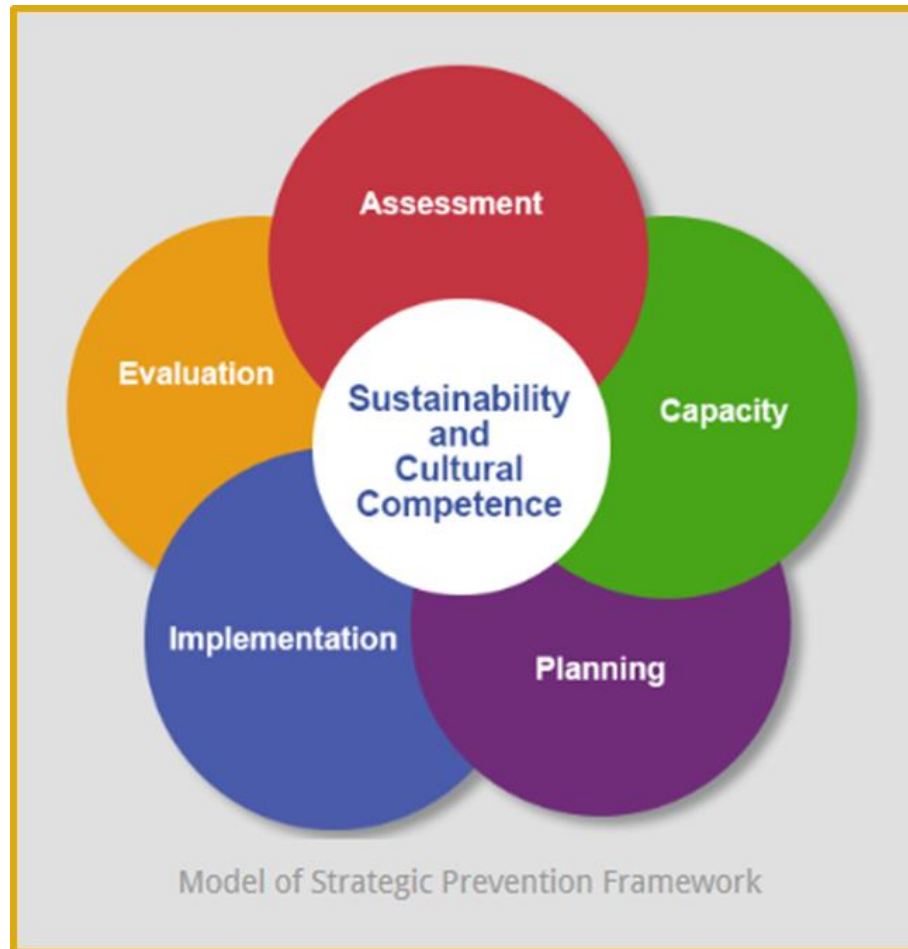 Assessment
Evaluation
Sustainability
and
Cultural
Competence
Capacity
Implementation
Planning
Model of Strategic Prevention Framework